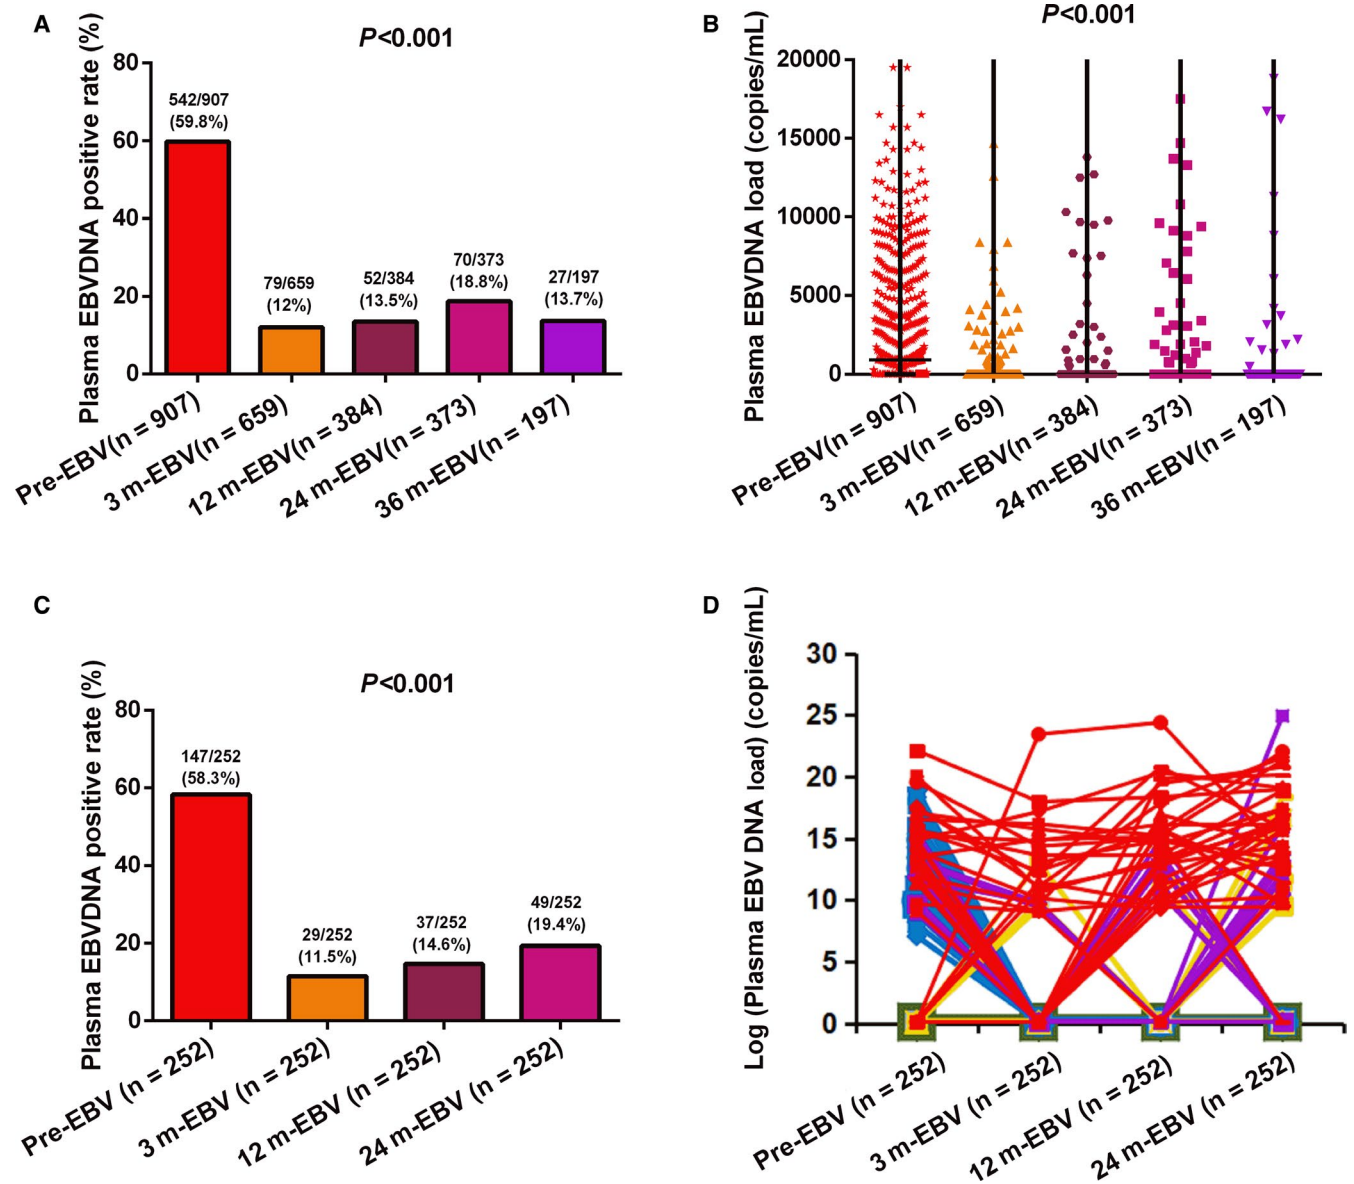 A
P<0.001
Plasma EBVDNA positive rate (%)
80
60
40
20
0
542/907
(59.8%)
79/659
(12%)
52/384
(13.5%)
70/373
(18.8%)
27/197
(13.7%)
Pre-EBV(n = 907)
3 m-EBV(n = 659)
12 m-EBV(n = 384)
24 m-EBV(n = 373)
36 m-EBV(n = 197)
B
P<0.001
Plasma EBVDNA load (copies/mL)
20000
15000
10000
5000
0
Pre-EBV(n = 907)
3 m-EBV(n = 659)
12 m-EBV(n = 384)
24 m-EBV(n = 373)
36 m-EBV(n = 197)
C
P<0.001
Plasma EBVDNA positive rate (%)
80
60
40
20
0
147/252
(58.3%)
29/252
(11.5%)
37/252
(14.6%)
49/252
(19.4%)
Pre-EBV (n = 252)
3 m-EBV (n = 252)
12 m-EBV (n = 252)
24 m-EBV (n = 252)
D
Log (Plasma EBV DNA load) (copies/mL)
30
25
20
15
10
5
0
Pre-EBV (n = 252)
3 m-EBV (n = 252)
12 m-EBV (n = 252)
24 m-EBV (n = 252)